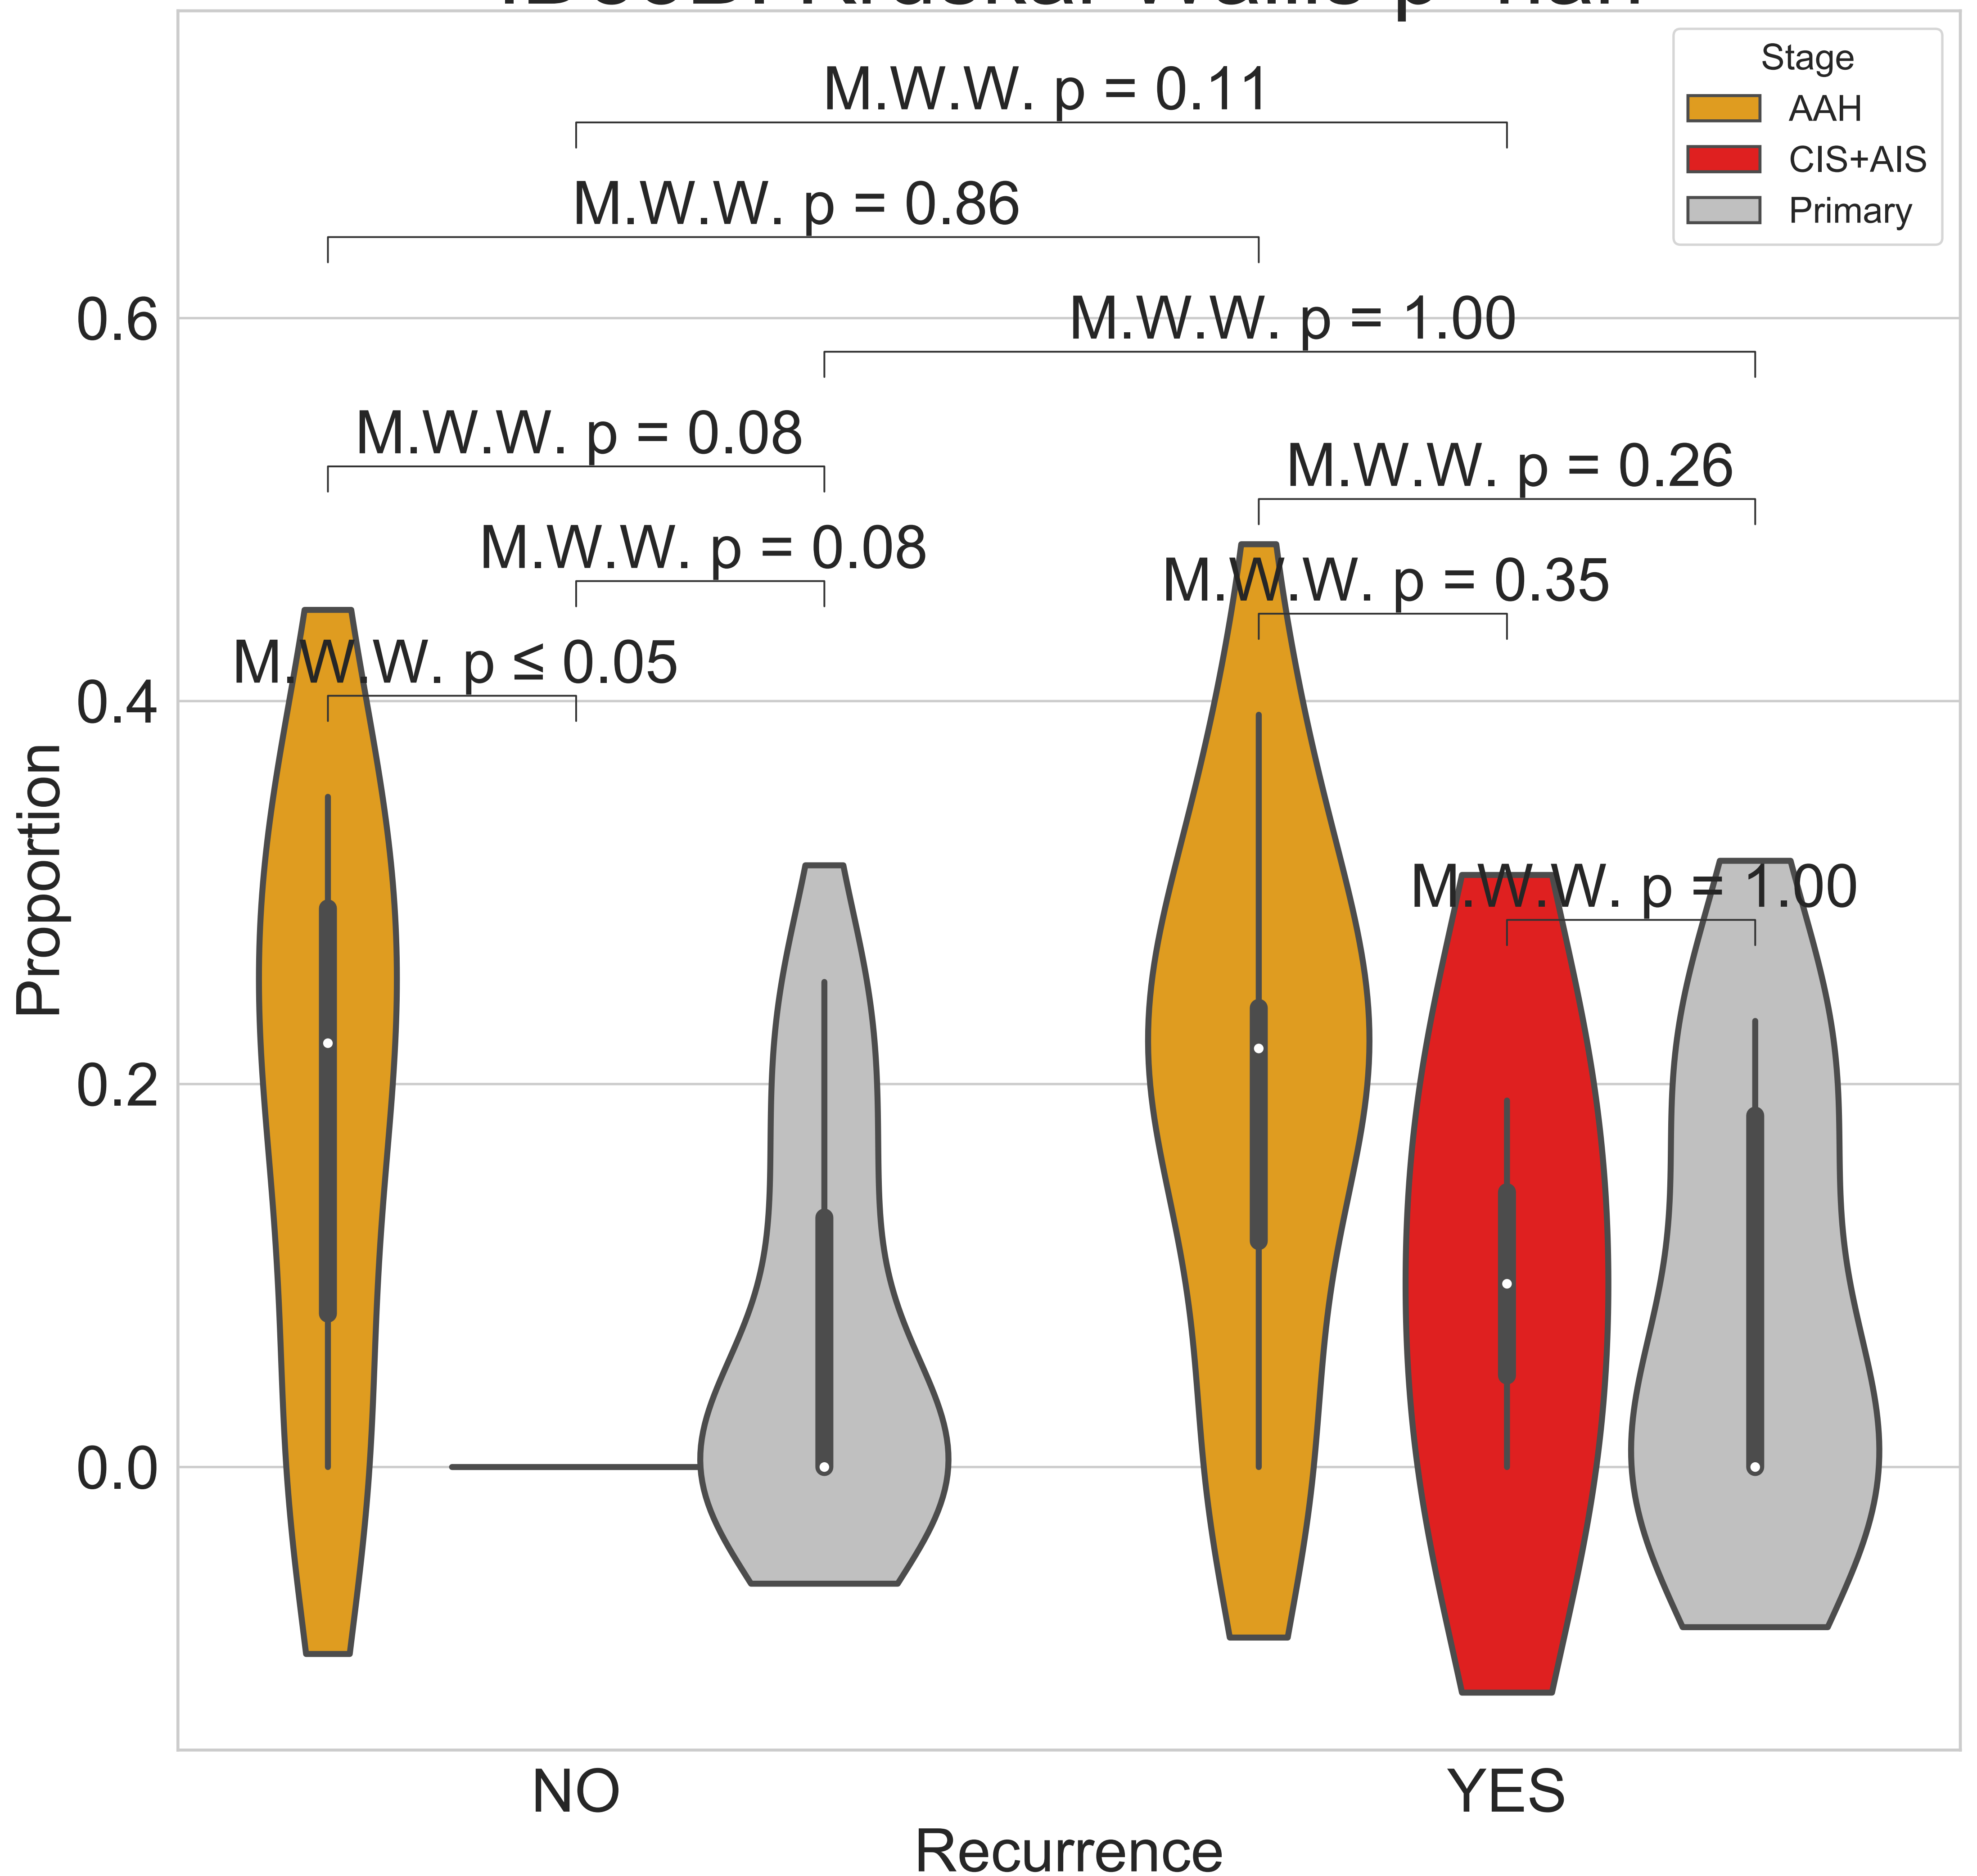 Stage
AAH
CIS+AIS
Primary
M.W.W. p = 0.11
M.W.W. p = 0.86
M.W.W. p = 1.00
M.W.W. p = 0.08
M.W.W. p = 0.26
M.W.W. p = 0.08
M.W.W. p = 0.35
M.W.W. p ≤ 0.05
M.W.W. p = 1.00
0.6
0.4
0.2
0.0
Proportion
NO
YES
Recurrence